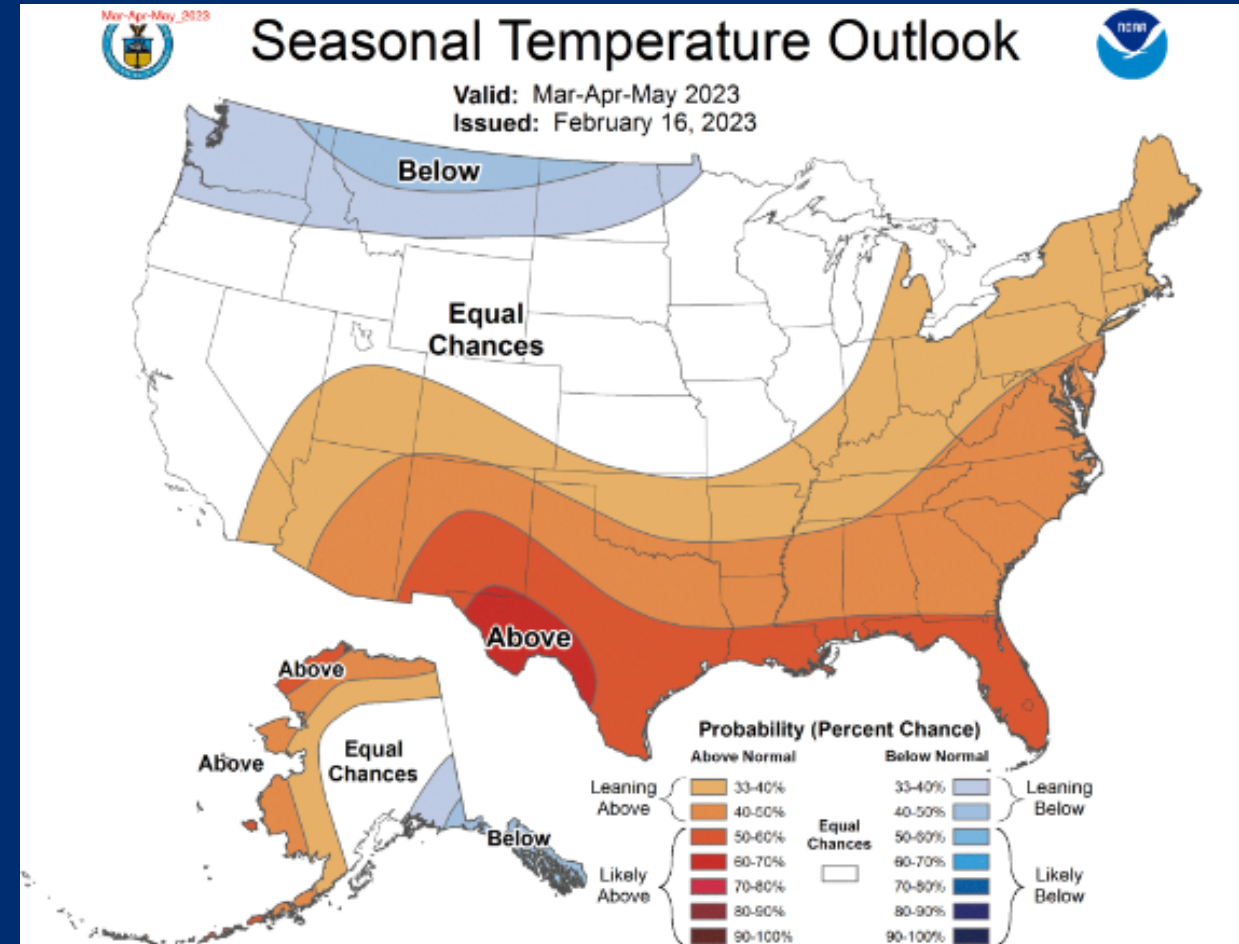 Mar-Apr-May_2023
Seasonal Temperature Outlook
noaa
Valid: Mar-Apr-May 2023
Issued: February 16, 2023
Below
Equal
Chances
Above
Above
Above
Equal
Chances
Below
Probability (Percent Chance)
Above Normal
Below Normal
Leaning
Above
33-40%
40-50%
50-60%
60-70%
70-80%
80-90%
90-100%
Likely
Above
Equal
Chances
33-40%
40-50%
50-60%
60-70%
70-80%
80-90%
90-100%
Leaning
Below
Likely
Below